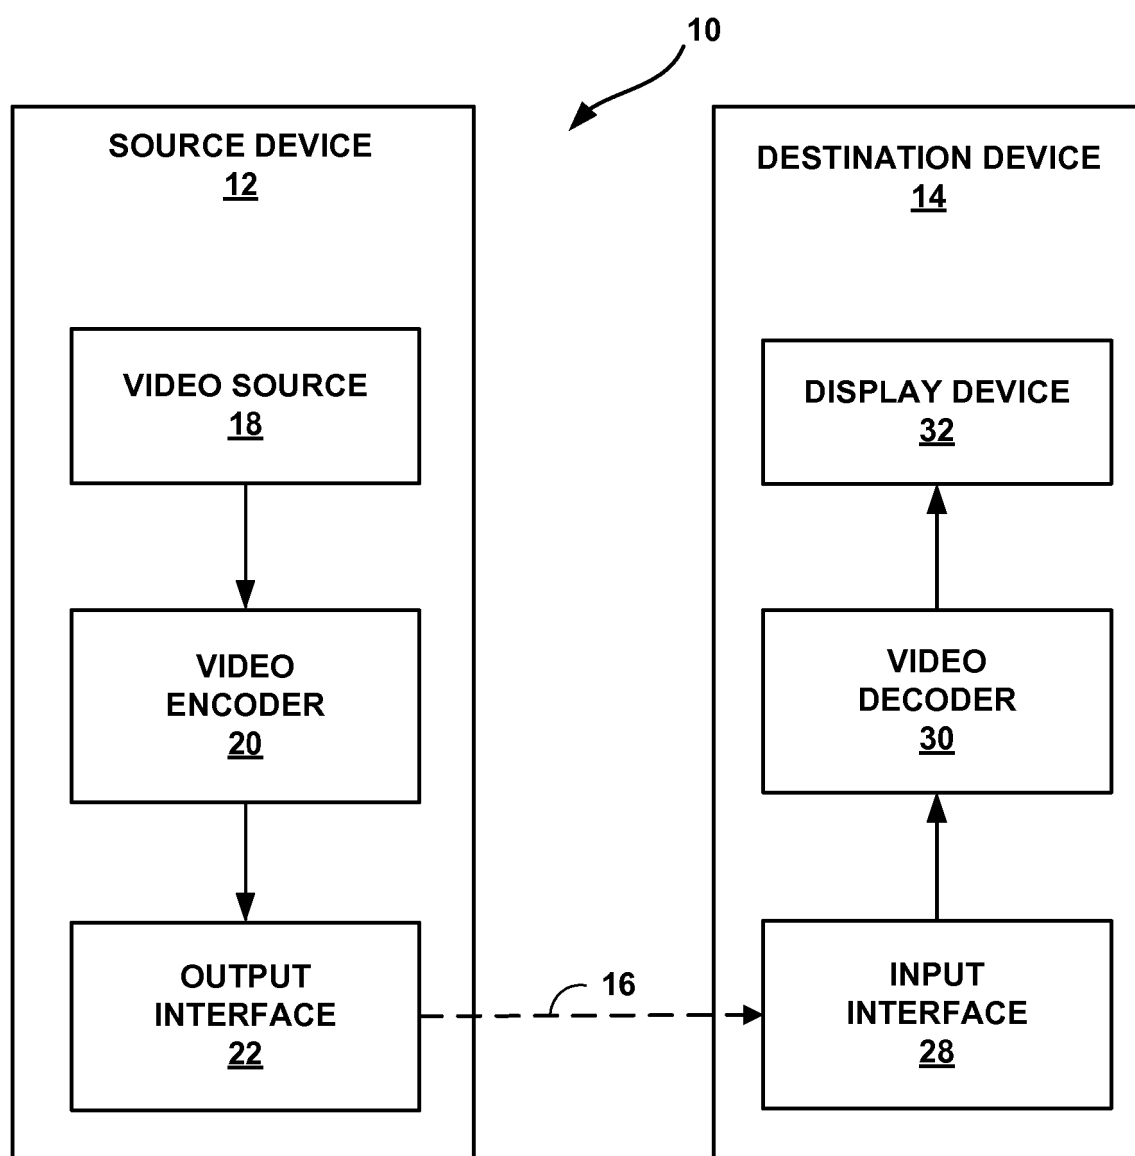 10
SOURCE DEVICE
12
VIDEO SOURCE
18
VIDEO
ENCODER
20
OUTPUT
INTERFACE
22
16
DESTINATION DEVICE
14
DISPLAY DEVICE
32
VIDEO
DECODER
30
INPUT
INTERFACE
28